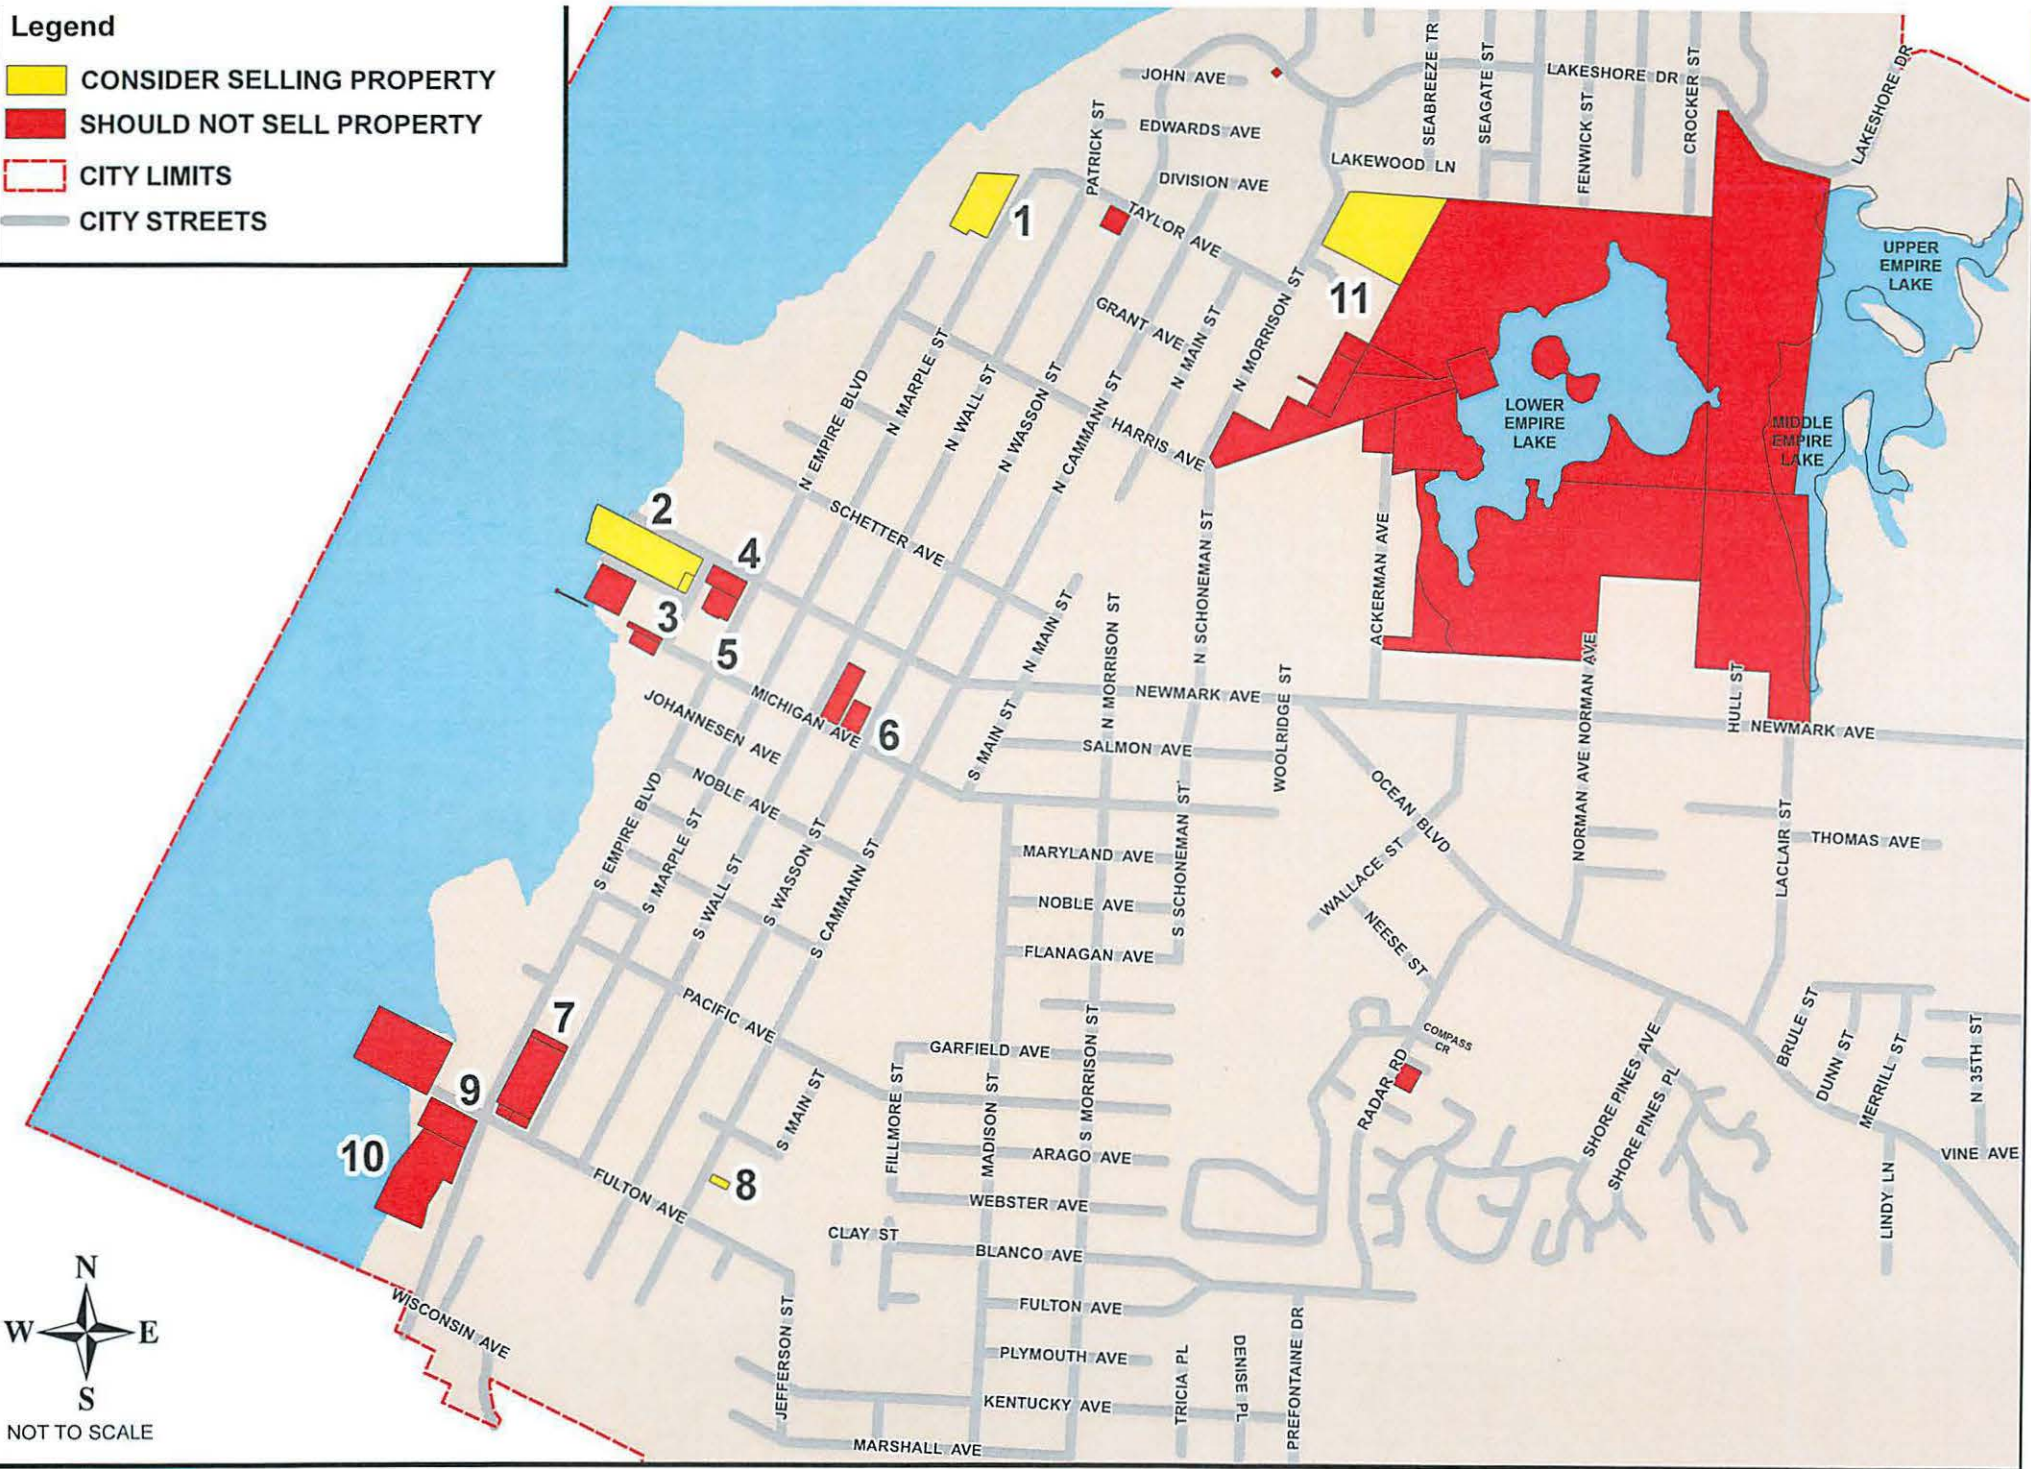 Legend
CONSIDER SELLING PROPERTY
SHOULD NOT SELL PROPERTY
CITY LIMITS
CITY STREETS
JOHN AVE
EDWARDS AVE
PATRICK ST
DIVISION AVE
TAYLOR AVE
LAKEWOOD LN
SEABREEZE TR
SEAGATE ST
LAKESHORE DR
FENWICK ST
CROCKER ST
LAKESHORE DR
1
11
UPPER
EMPIRE
LAKE
GRANT AVE
N MAIN ST
N MORRISON ST
N EMPIRE BLVD
N MARPLE ST
N WALL ST
N WASSON ST
N CAMMANN ST
HARRIS AVE
LOWER
EMPIRE
LAKE
MIDDLE
EMPIRE
LAKE
SCHETTER AVE
2
4
3
5
6
N MAIN ST
N MORRISON ST
N SCHONEMAN ST
ACKERMAN AVE
WOOLRIDGE ST
NEWMARK AVE
NORMAN AVE
NORMAN AVE
HULL ST
NEWMARK AVE
MICHIGAN AVE
JOHANNESEN AVE
NOBLE AVE
S MAIN ST
SALMON AVE
OCEAN BLVD
S EMPIRE BLVD
S MARPLE ST
S WALL ST
S WASSON ST
S CAMMANN ST
MARYLAND AVE
NOBLE AVE
FLANAGAN AVE
S SCHONEMAN ST
WALLACE ST
NEESE ST
LACLAIR ST
THOMAS AVE
PACIFIC AVE
7
9
10
8
GARFIELD AVE
FILLMORE ST
MADISON ST
S MORRISON ST
S MAIN ST
ARAGO AVE
WEBSTER AVE
COMPASS
CR
RADAR RD
SHORE PINES AVE
SHORE PINES PL
BRULE ST
DUNN ST
MERRILL ST
N 35TH ST
VINE AVE
LINDY LN
FULTON AVE
CLAY ST
BLANCO AVE
FULTON AVE
PLYMOUTH AVE
KENTUCKY AVE
MARSHALL AVE
JEFFERSON ST
TRICIA PL
DENISE PL
PREFONTAINE DR
WISCONSIN AVE
N
W E
S
NOT TO SCALE